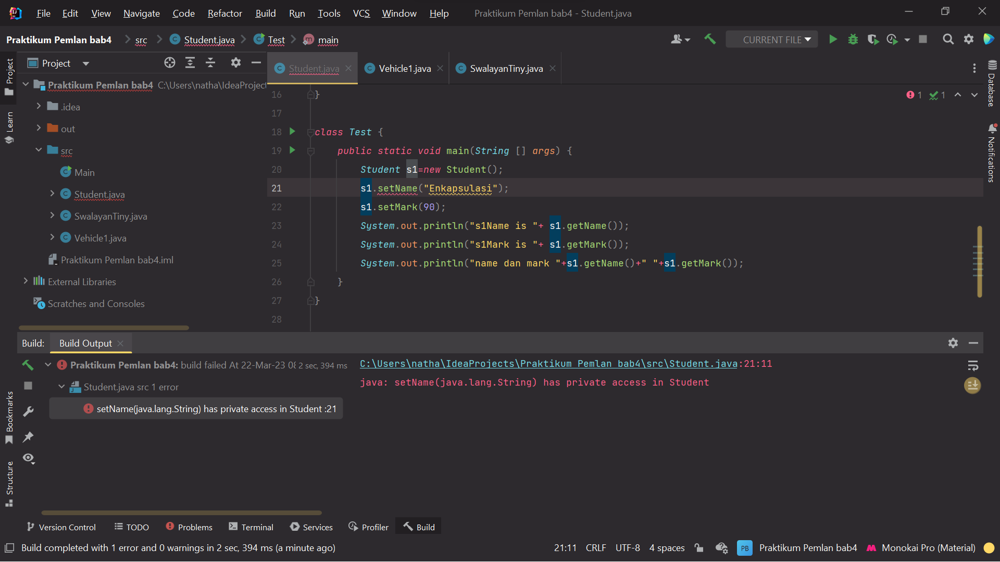 File Edit View Navigate Code Refactor Build Run Tools VCS Window Help Praktikum Pemlan bab4 - Student.java
Praktikum Pemlan bab4 src Student.java Test main CURRENT FILE
Project
Student.java Vehicle1.java SwalayanTiny.java
Project
Learn
Bookmarks
Structure
Database
Notifications
Praktikum Pemlan bab4 C:\Users\natha\IdeaProject
.idea
out
src
Main
Student.java
SwalayanTiny.java
Vehicle1.java
Praktikum Pemlan bab4.iml
External Libraries
Scratches and Consoles
1 1
16 }
17
18 class Test {
19 public static void main(String [] args) {
20 Student s1=new Student();
21 s1.setName("Enkapsulasi");
22 s1.setMark(90);
23 System.out.println("s1Name is "+ s1.getName());
24 System.out.println("s1Mark is "+ s1.getMark());
25 System.out.println("name dan mark "+s1.getName()+" "+s1.getMark());
26 }
27 }
28
Build: Build Output
Praktikum Pemlan bab4: build failed At 22-Mar-23 2 sec, 394 ms
Student.java src 1 error
setName(java.lang.String) has private access in Student :21
C:\Users\natha\IdeaProjects\Praktikum Pemlan bab4\src\Student.java:21:11
java: setName(java.lang.String) has private access in Student
Version Control TODO Problems Terminal Services Profiler Build
Build completed with 1 error and 0 warnings in 2 sec, 394 ms (a minute ago) 21:11 CRLF UTF-8 4 spaces PB Praktikum Pemlan bab4 Monokai Pro (Material)